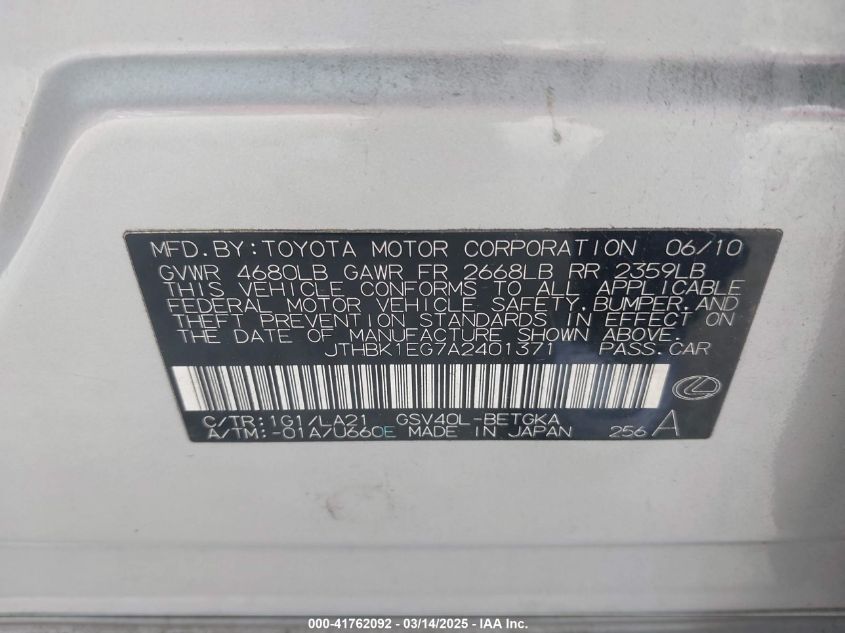 MFD.BY:TOYOTA MOTOR CORPORATION 06/10
GVWR 4680LB GAWR FR 2668LB RR 2359LB
THIS VEHICLE CONFORMS TO ALL APPLICABLE
FEDERAL MOTOR VEHICLE SAFETY,BUMPER,AND
THEFT PREVENTION STANDARDS IN EFFECT ON
THE DATE OF MANUFACTURE SHOWN ABOVE.
JTHBK1EG7A2401371 PASS.CAR
C/TR:1G1/LA21 GSV40L-BETGKA
A/TM:-01A/U660E MADE IN JAPAN 256 A
000-41762092 - 03/14/2025 - IAA Inc.